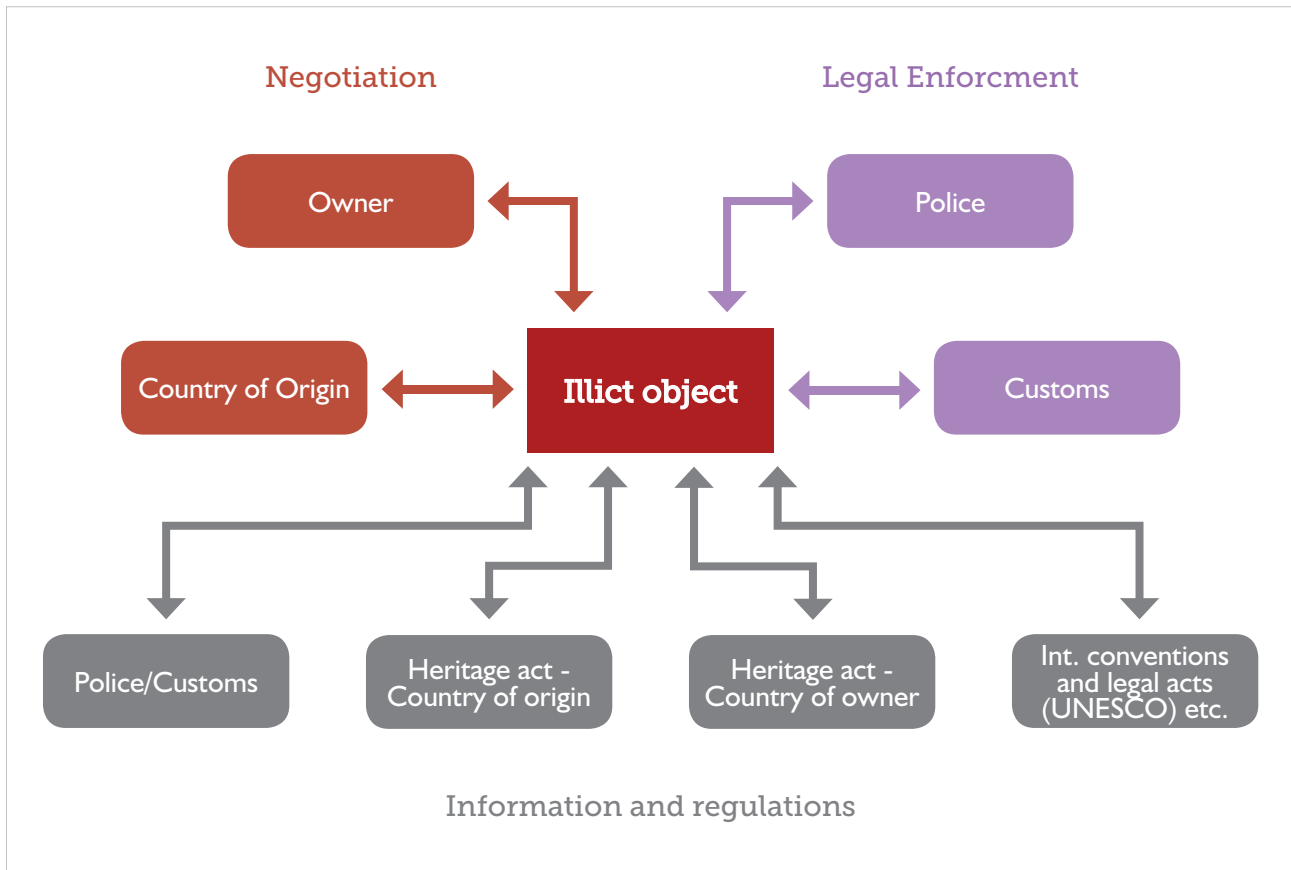 Negotiation
Legal Enforcment
Owner
Police
Country of Origin
Illict object
Customs
Police/Customs
Heritage act -
Country of origin
Heritage act -
Country of owner
Int. conventions
and legal acts
(UNESCO) etc.
Information and regulations